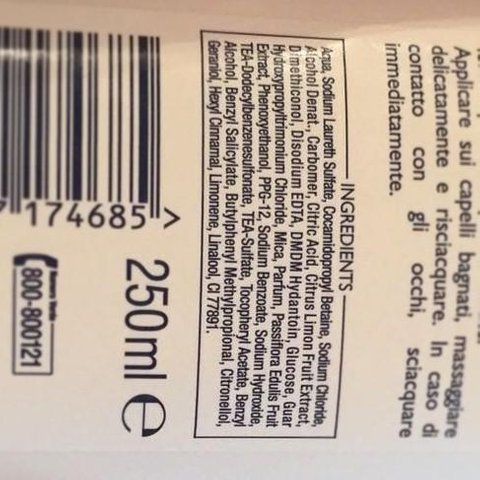 Applicare sui capelli bagnati, massaggiare
delicatamente e risciacquare. In caso di
contatto con gli occhi, sciacquare
immediatamente.
INGREDIENTS
Aqua, Sodium Laureth Sulfate, Cocamidopropyl Betaine, Sodium Chloride,
Alcohol Denat., Carbomer, Citric Acid, Citrus Limon Fruit Extract,
Dimethiconol, Disodium EDTA, DMDM Hydantoin, Glucose, Guar
Hydroxypropyltrimonium Chloride, Mica, Parfum, Passiflora Edulis Fruit
Extract, Phenoxyethanol, PPG-12, Sodium Benzoate, Sodium Hydroxide,
TEA-Dodecylbenzenesulfonate, TEA-Sulfate, Tocopheryl Acetate, Benzyl
Alcohol, Benzyl Salicylate, Butylphenyl Methylpropional, Citronellol,
Geraniol, Hexyl Cinnamal, Limonene, Linalool, CI 77891.
174685 >
250ml e
Numero Verde
800-800121